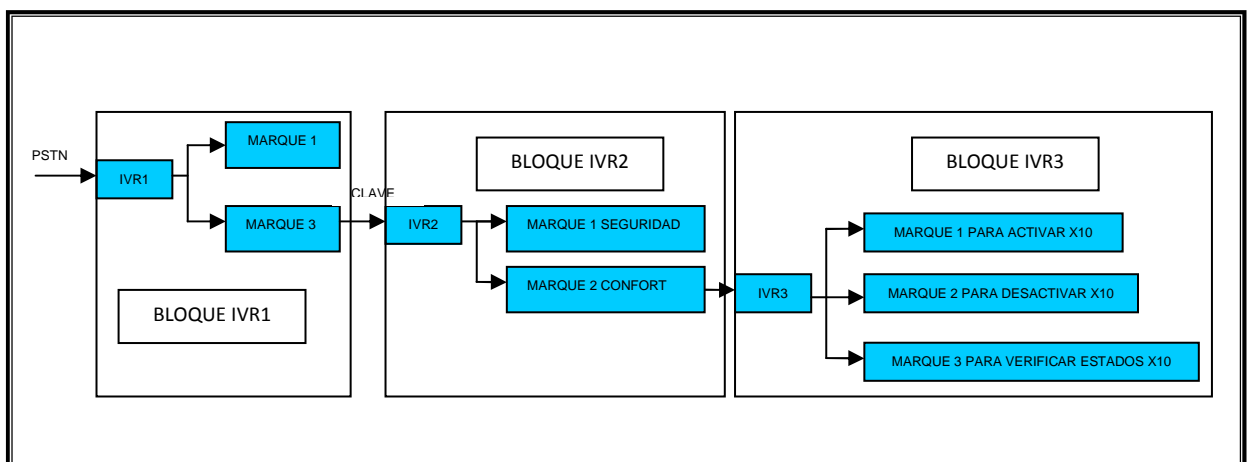 PSTN
IVR1
MARQUE 1
MARQUE 3
BLOQUE IVR1
CLAVE
BLOQUE IVR2
IVR2
MARQUE 1 SEGURIDAD
MARQUE 2 CONFORT
BLOQUE IVR3
IVR3
MARQUE 1 PARA ACTIVAR X10
MARQUE 2 PARA DESACTIVAR X10
MARQUE 3 PARA VERIFICAR ESTADOS X10